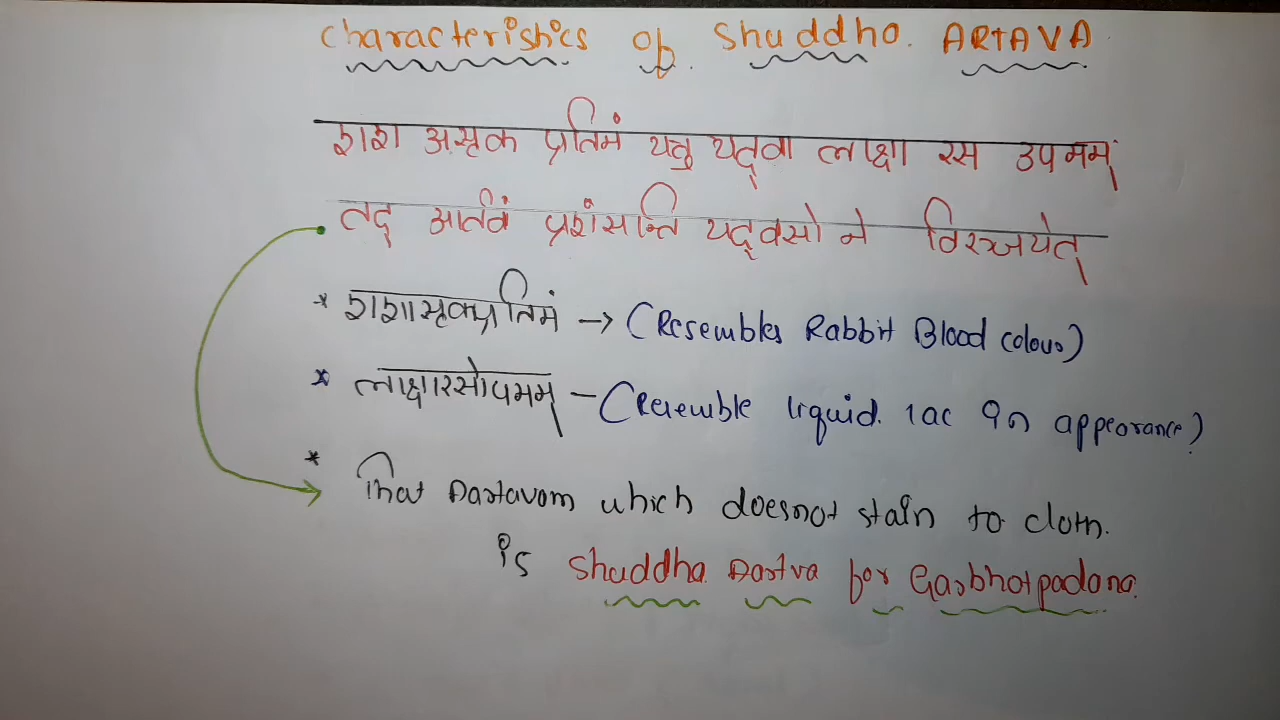 characteristics of Shuddha. ARTAVA
शश असृक प्रतिमं यत्तु यद्वा लाक्षा रस उपमम्
तद् आर्तवं प्रशंसन्ति यद्वसो ने विरञ्जयेत्
* शशासृक्प्रतिमं → (Resembles Rabbit Blood colour)
* लाक्षारसोपमम् - (Resemble liquid. lac in appearance)
* That Aartavam which doesnot stain to cloth.
is Shuddha. Aartva for Garbhotpadana.